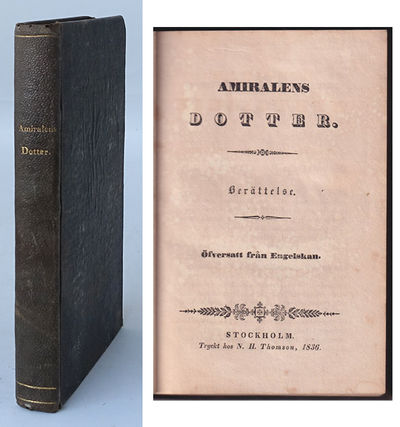 Amiralens
Dotter.
AMIRALENS
DOTTER.
Berättelse.
Öfversatt från Engelskan.
STOCKHOLM.
Tryckt hos N. H. Thomson, 1836.